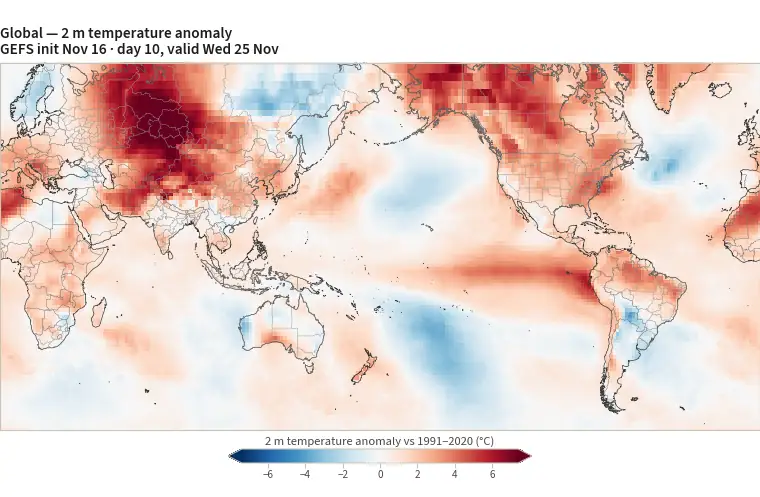 Global — 2 m temperature anomaly
GEFS init Nov 16 · day 10, valid Wed 25 Nov
2 m temperature anomaly vs 1991–2020 (°C)
−6 −4 −2 0 2 4 6